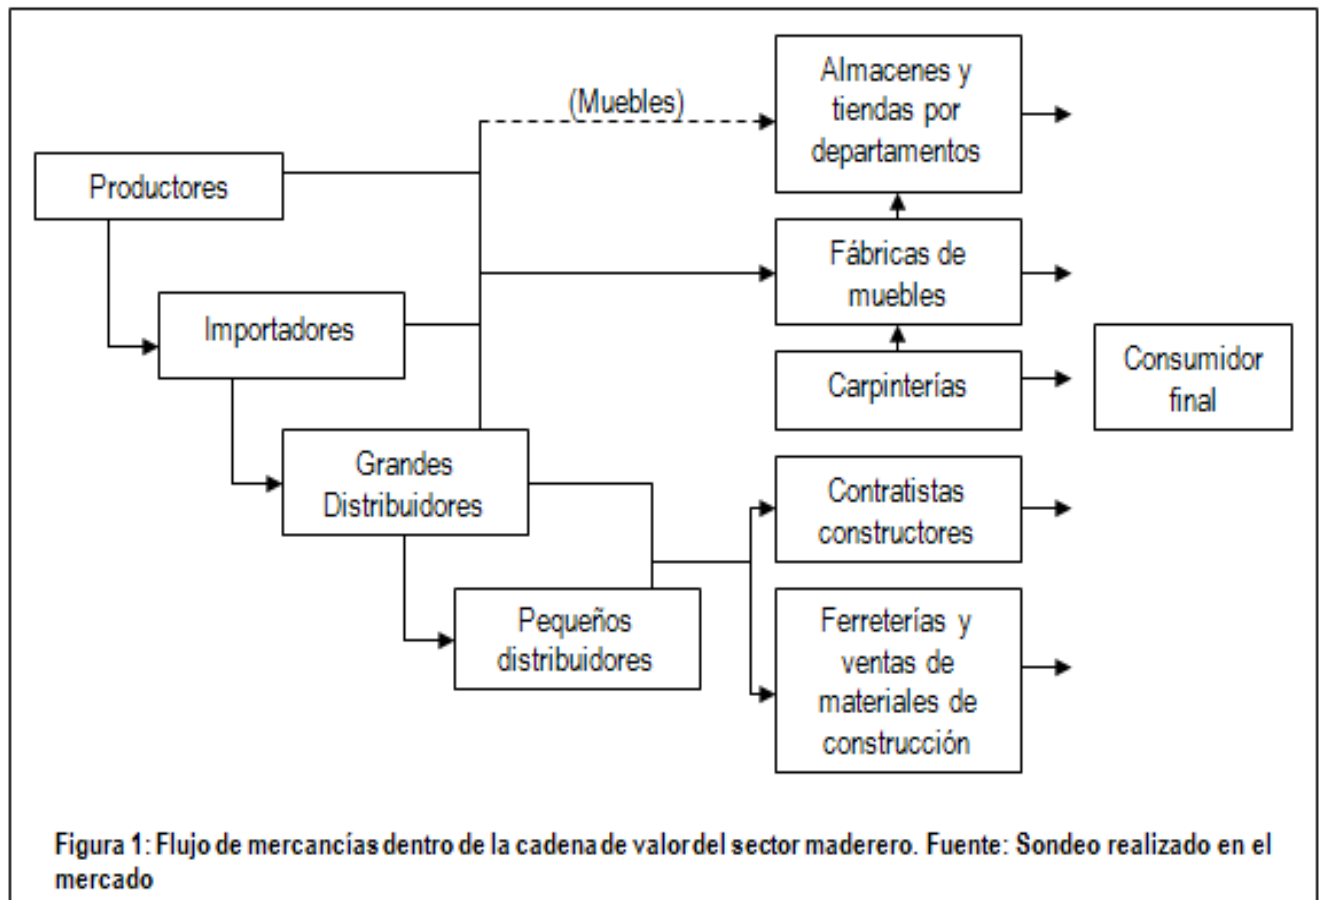 (Muebles)
Almacenes y
tiendas por
departamentos
Productores
Fábricas de
muebles
Importadores
Carpinterías
Consumidor
final
Grandes
Distribuidores
Contratistas
constructores
Pequeños
distribuidores
Ferreterías y
ventas de
materiales de
construcción
Figura 1: Flujo de mercancías dentro de la cadena de valor del sector maderero. Fuente: Sondeo realizado en el
mercado